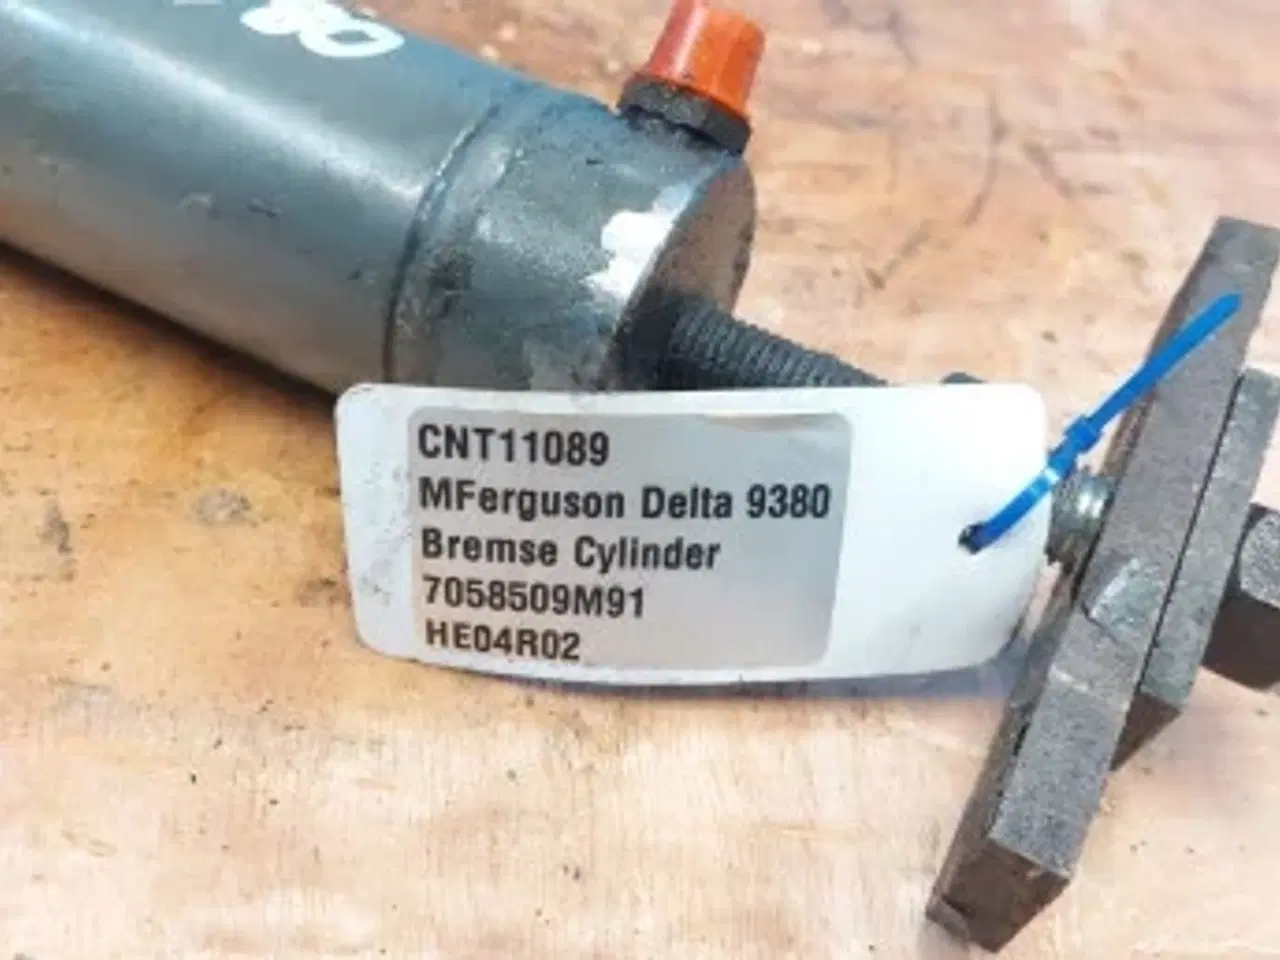 CNT11089
MFerguson Delta 9380
Bremse Cylinder
7058509M91
HE04R02